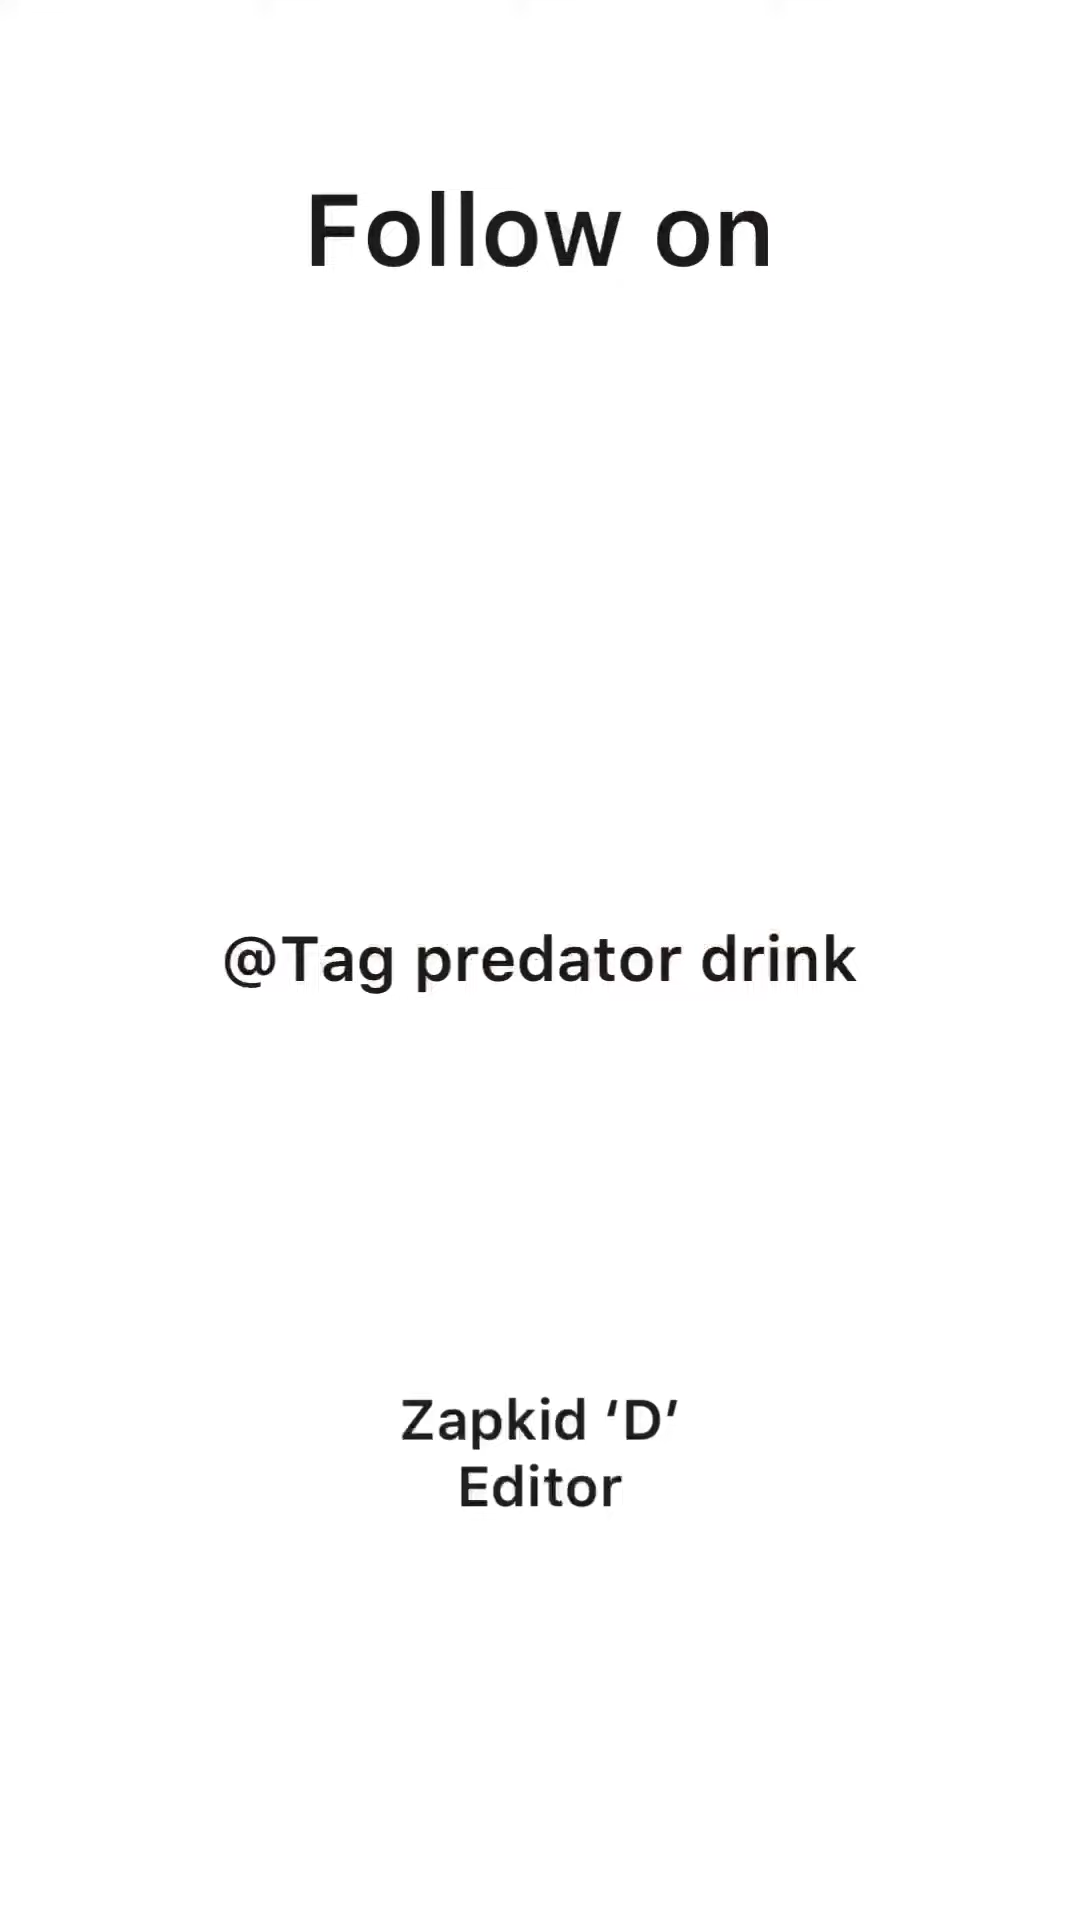 Follow on
@Tag predator drink
Zapkid ‘D’
Editor